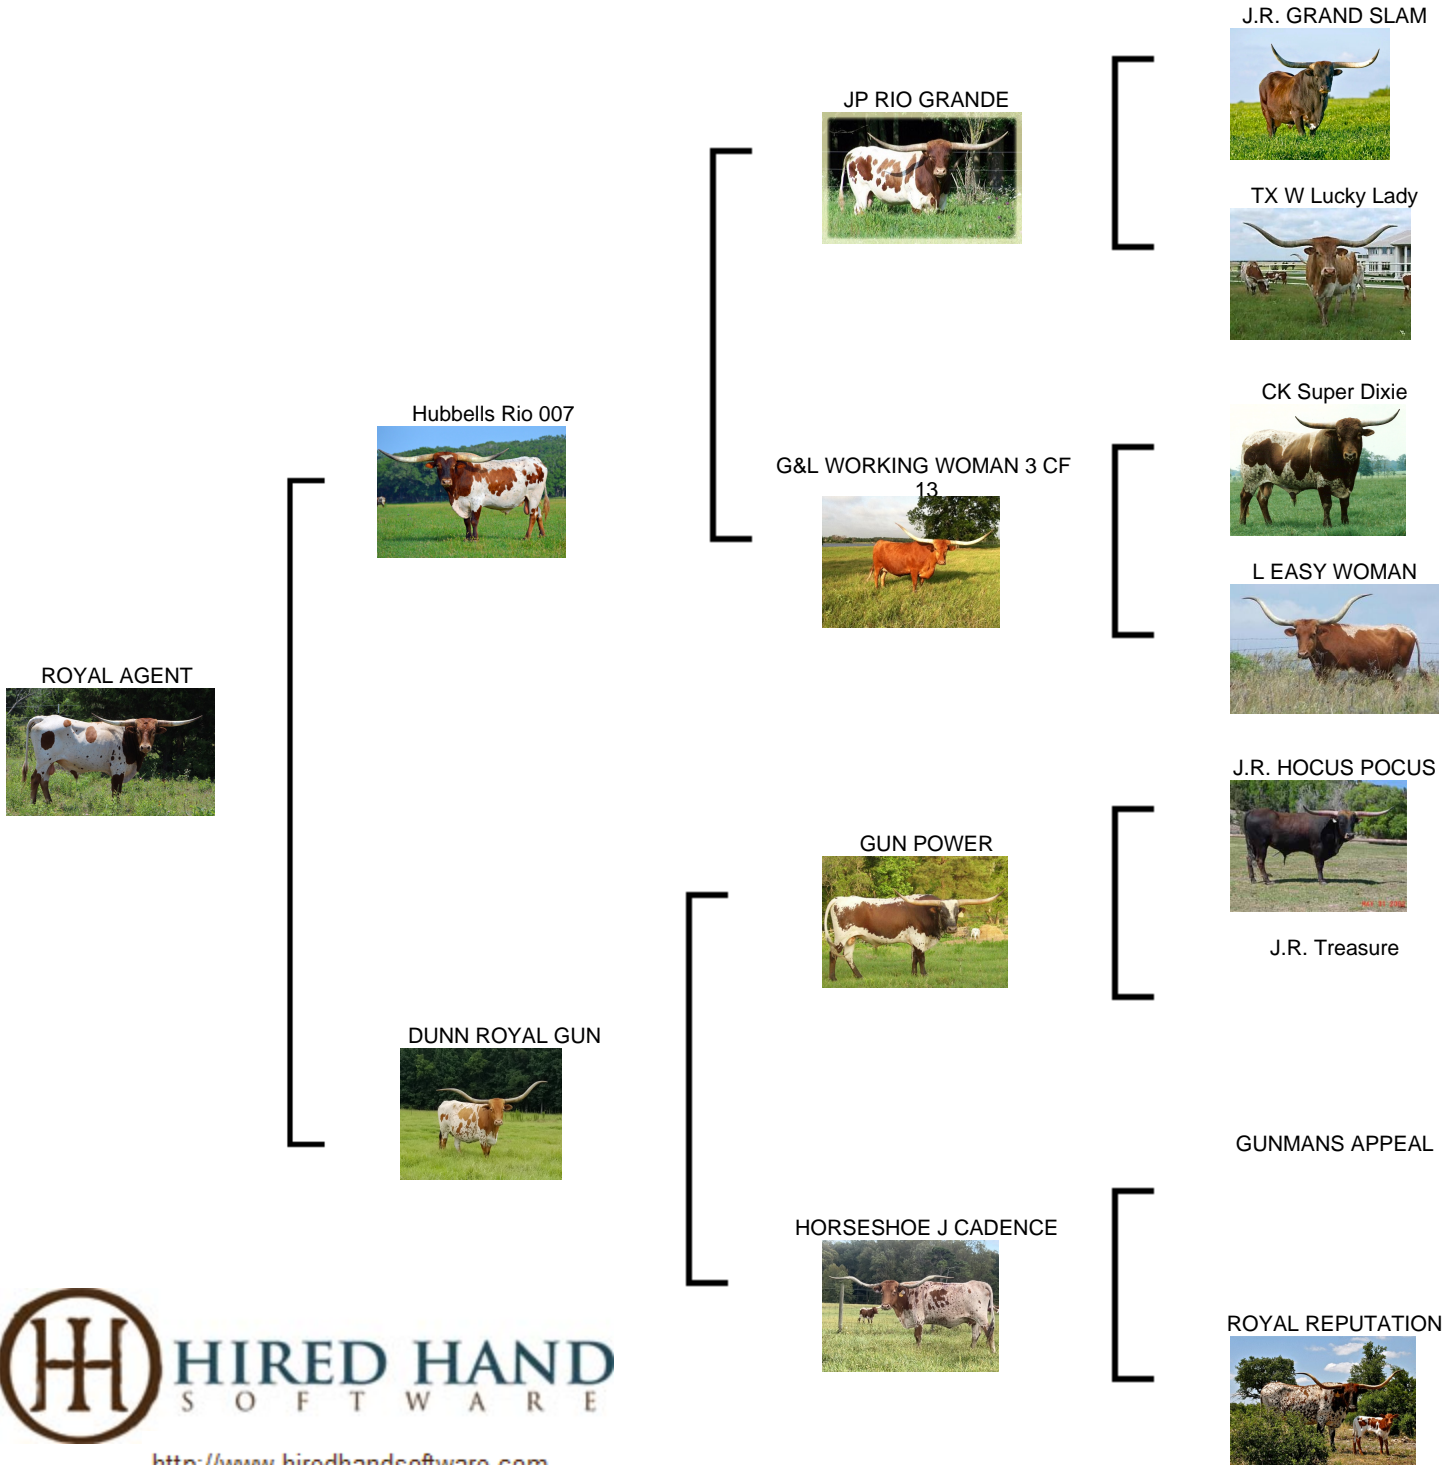 J.R. GRAND SLAM
JP RIO GRANDE
TX W Lucky Lady
CK Super Dixie
Hubbells Rio 007
G&L WORKING WOMAN 3 CF
13
L EASY WOMAN
ROYAL AGENT
J.R. HOCUS POCUS
GUN POWER
J.R. Treasure
DUNN ROYAL GUN
GUNMANS APPEAL
HORSESHOE J CADENCE
ROYAL REPUTATION
HIRED HAND
SOFTWARE
http://www.hiredhandsoftware.com